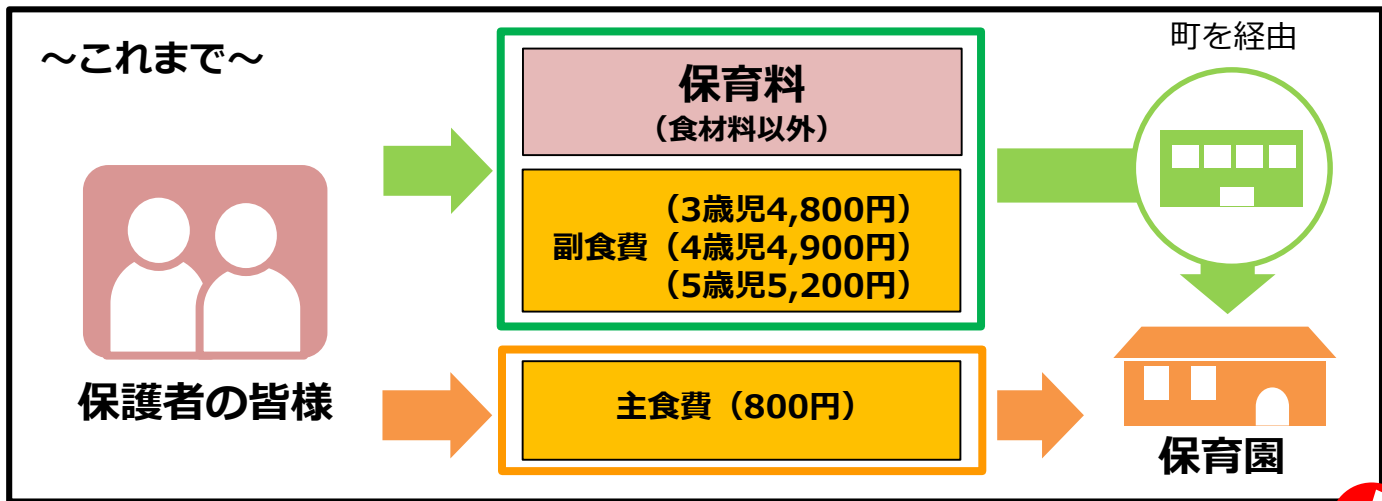 ～これまで～
町を経由
保育料
（食材料以外）
（3歳児4,800円）
副食費（4歳児4,900円）
（5歳児5,200円）
保護者の皆様
主食費（800円）
保育園